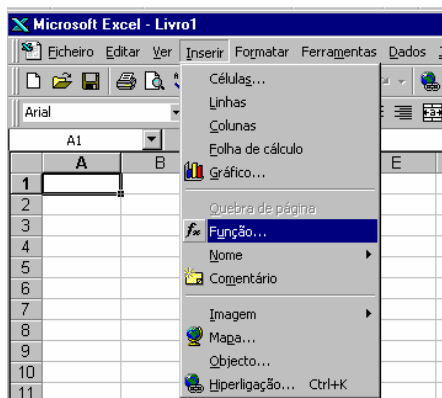 Microsoft Excel - Livro1
Ficheiro Editar Ver Inserir Formatar Ferramentas Dados
Arial
A1
A B E
Células...
Linhas
Colunas
Folha de cálculo
Gráfico...
Quebra de página
Função...
Nome
Comentário
Imagem
Mapa...
Objecto...
Hiperligação... Ctrl+K
1
2
3
4
5
6
7
8
9
10
11